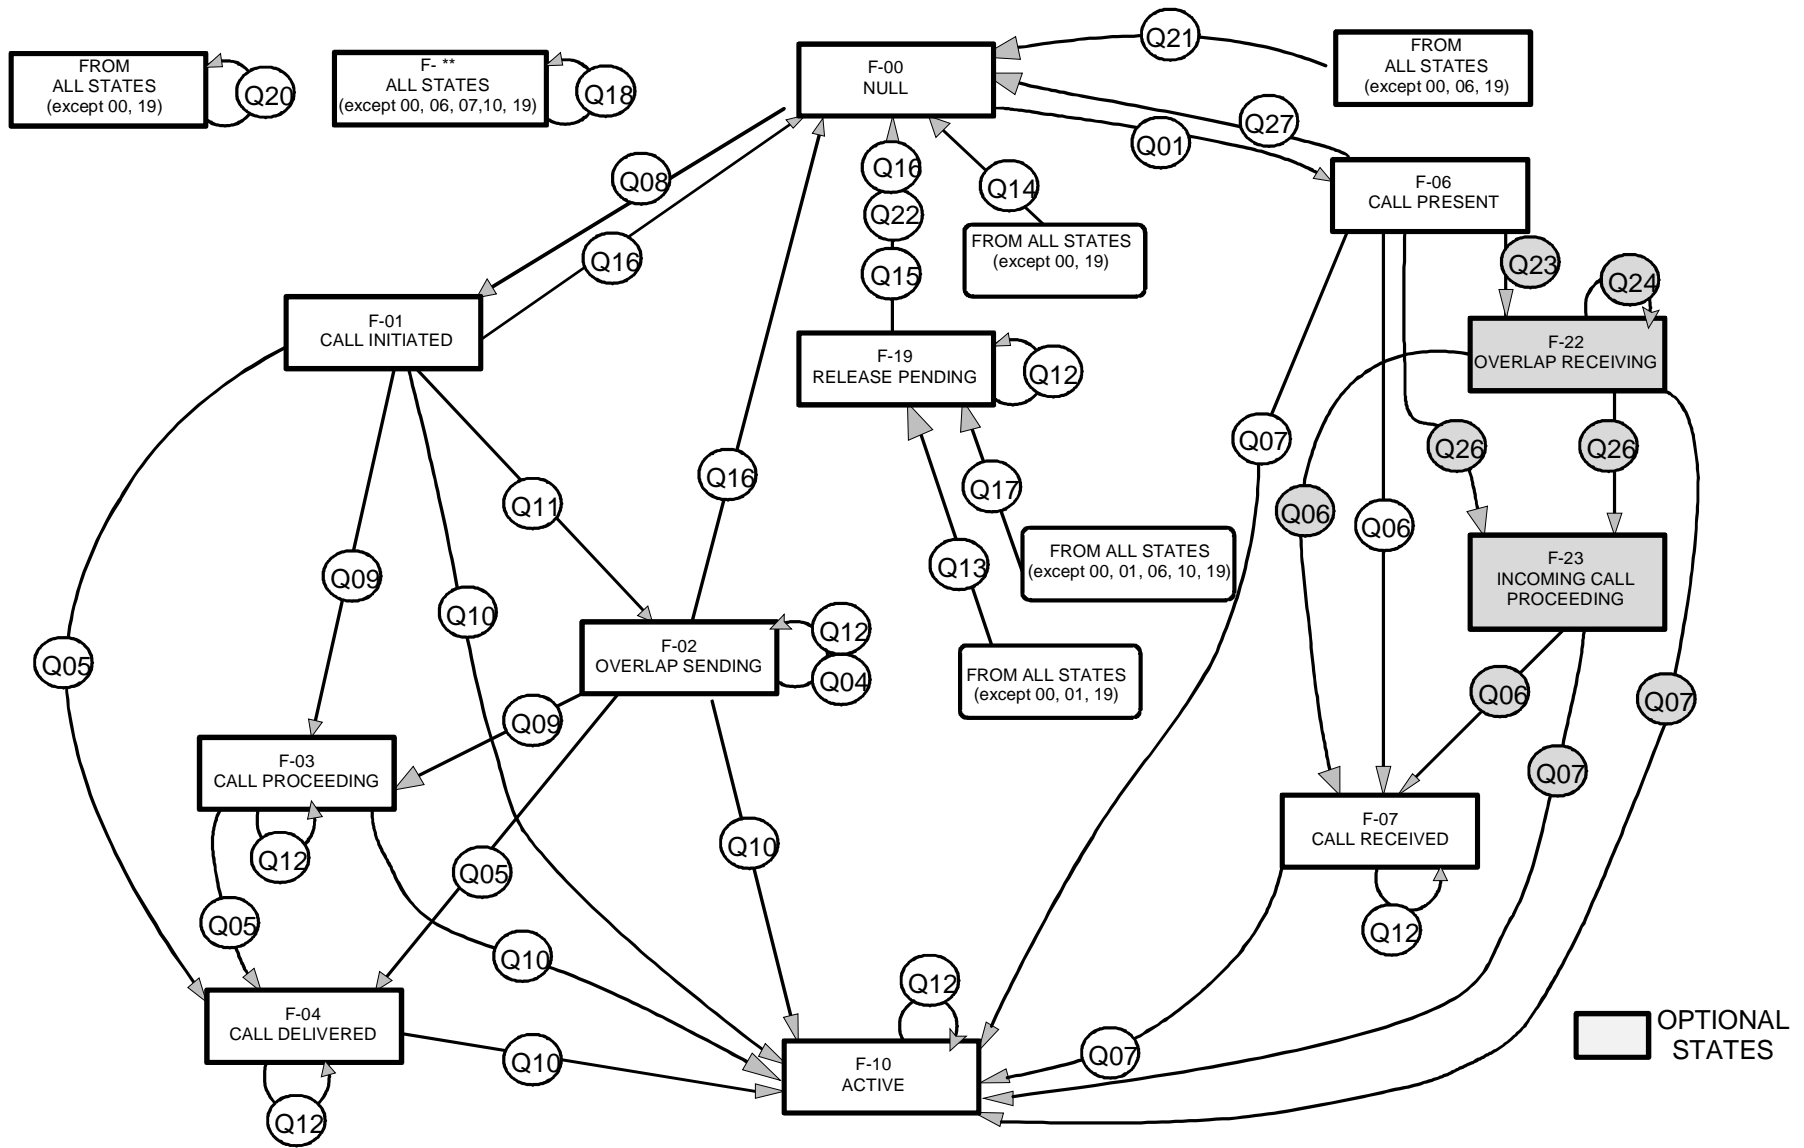 Q21
FROM
ALL STATES
(except 00, 06, 19)
FROM
ALL STATES
(except 00, 19)
Q20
F- **
ALL STATES
(except 00, 06, 07,10, 19)
Q18
F-00
NULL
Q27
Q01
Q08
Q16
Q16
Q22
Q15
Q14
FROM ALL STATES
(except 00, 19)
F-06
CALL PRESENT
Q23
Q24
F-01
CALL INITIATED
F-19
RELEASE PENDING
Q12
F-22
OVERLAP RECEIVING
Q07
Q26
Q26
Q16
Q11
Q17
Q06
Q06
Q09
Q10
Q13
FROM ALL STATES
(except 00, 01, 06, 10, 19)
F-23
INCOMING CALL
PROCEEDING
Q05
F-02
OVERLAP SENDING
Q12
Q04
FROM ALL STATES
(except 00, 01, 19)
Q06
Q07
Q09
F-03
CALL PROCEEDING
Q07
Q12
Q05
Q10
F-07
CALL RECEIVED
Q05
Q12
Q10
Q12
F-04
CALL DELIVERED
Q10
Q12
F-10
ACTIVE
Q07
OPTIONAL
STATES